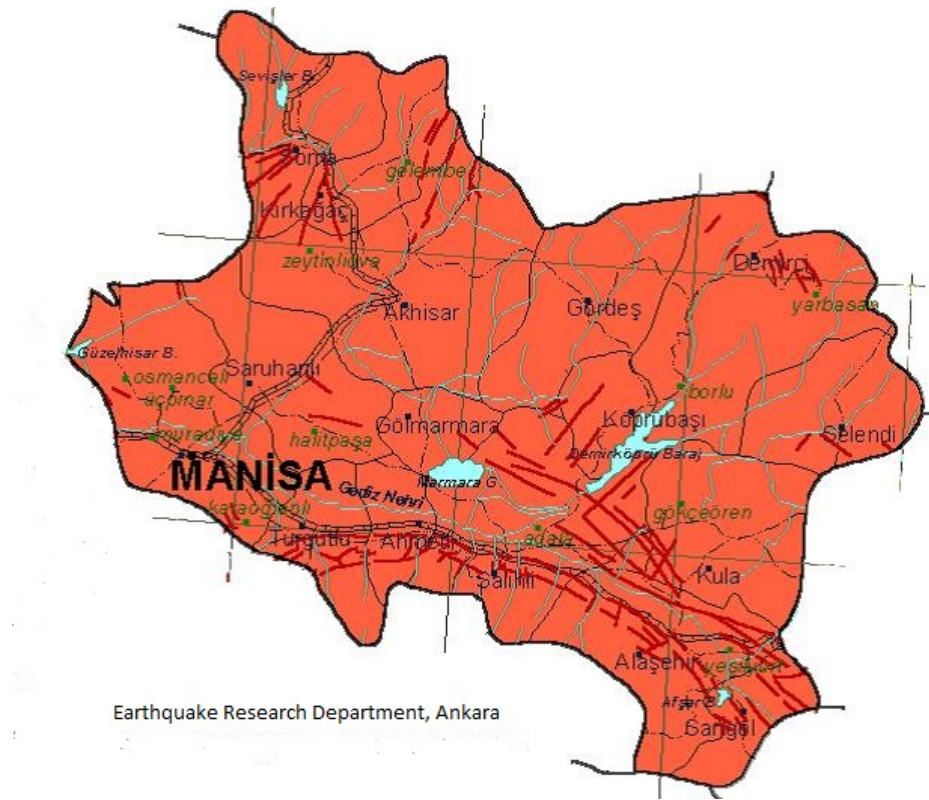 Sevişler B.
Soma
gelembe
Kırkağaç
zeytinliova
Demirci
yarbasan
Akhisar
Gördeş
Güzelhisar B.
Saruhanlı
osmancalı
üçpınar
borlu
Köprübaşı
Gölmarmara
muradiye
halitpaşa
Selendi
Demirköprü Baraj
MANİSA
Marmara G.
Gediz Nehri
gökçeören
Turgutlu
Ahmetli
adala
Salihli
Kula
Alaşehir
yeşilyurt
Afşar B.
Sarıgöl
Earthquake Research Department, Ankara